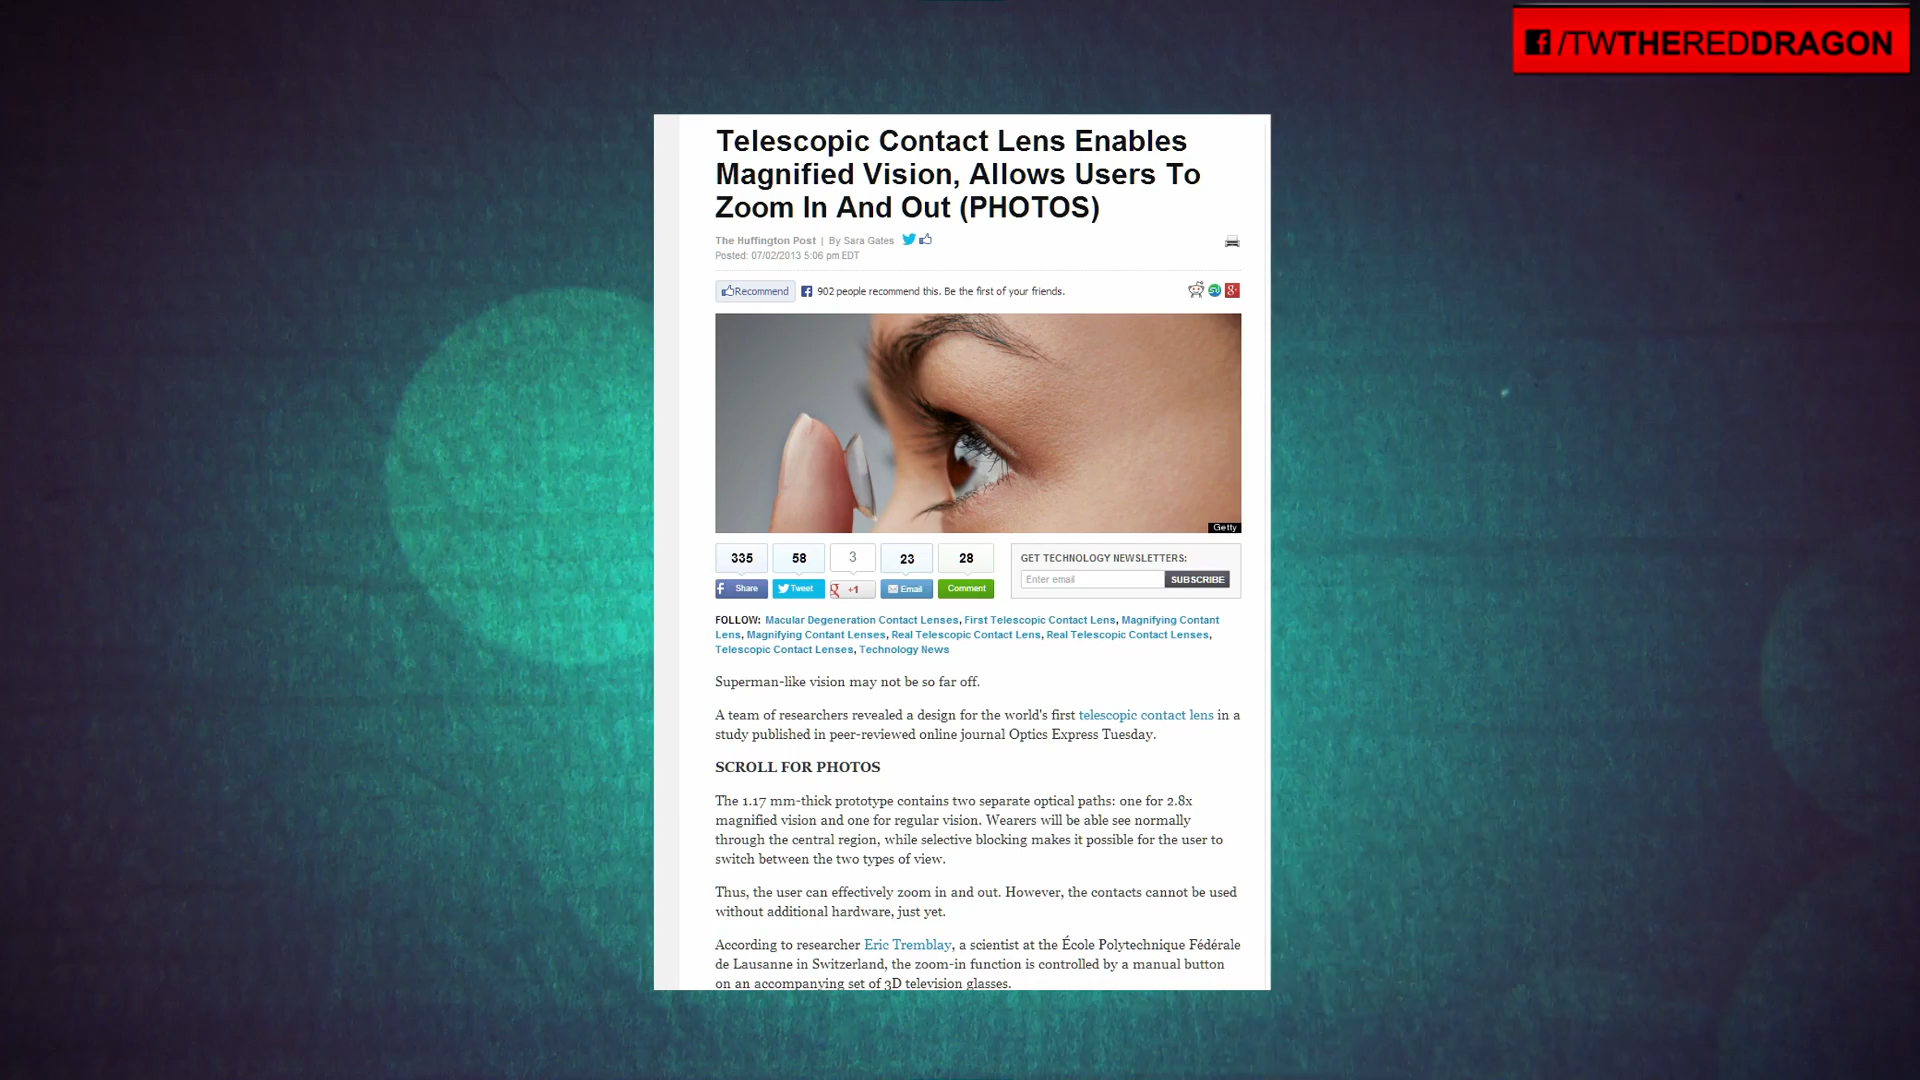 /TWTHEREDDRAGON
Telescopic Contact Lens Enables
Magnified Vision, Allows Users To
Zoom In And Out (PHOTOS)
The Huffington Post | By Sara Gates
Posted: 07/02/2013 5:06 pm EDT
Recommend 902 people recommend this. Be the first of your friends.
Getty
335 58 3 23 28
Share Tweet +1 Email Comment
GET TECHNOLOGY NEWSLETTERS:
Enter email SUBSCRIBE
FOLLOW: Macular Degeneration Contact Lenses, First Telescopic Contact Lens, Magnifying Contant
Lens, Magnifying Contant Lenses, Real Telescopic Contact Lens, Real Telescopic Contact Lenses,
Telescopic Contact Lenses, Technology News
Superman-like vision may not be so far off.
A team of researchers revealed a design for the world's first telescopic contact lens in a
study published in peer-reviewed online journal Optics Express Tuesday.
SCROLL FOR PHOTOS
The 1.17 mm-thick prototype contains two separate optical paths: one for 2.8x
magnified vision and one for regular vision. Wearers will be able see normally
through the central region, while selective blocking makes it possible for the user to
switch between the two types of view.
Thus, the user can effectively zoom in and out. However, the contacts cannot be used
without additional hardware, just yet.
According to researcher Eric Tremblay, a scientist at the École Polytechnique Fédérale
de Lausanne in Switzerland, the zoom-in function is controlled by a manual button
on an accompanying set of 3D television glasses.